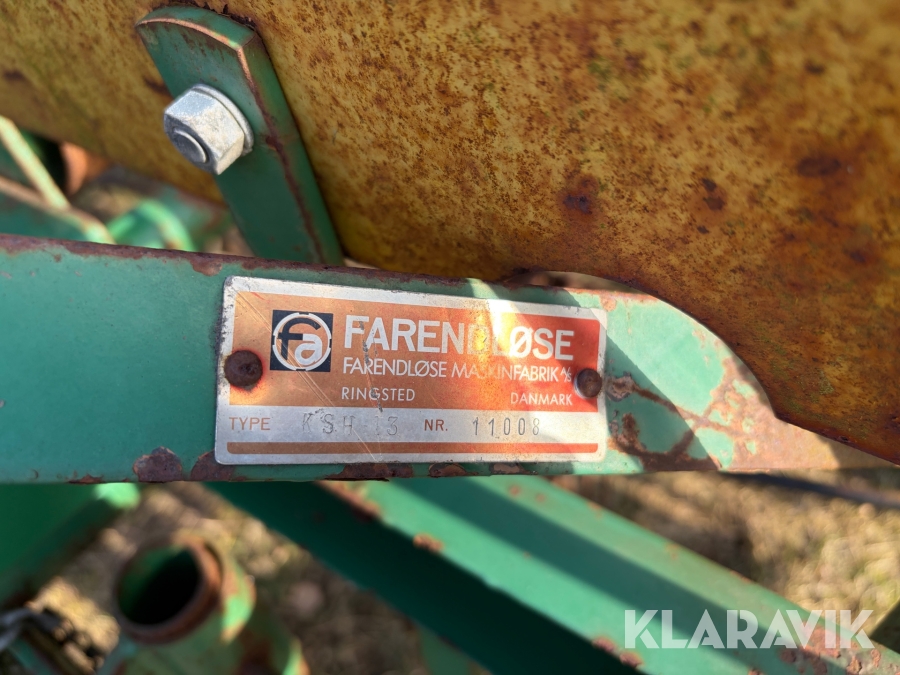 fa FARENDLØSE
FARENDLØSE MASKINFABRIK A/S
RINGSTED DANMARK
TYPE KSH 13 NR. 11008
KLARAVIK